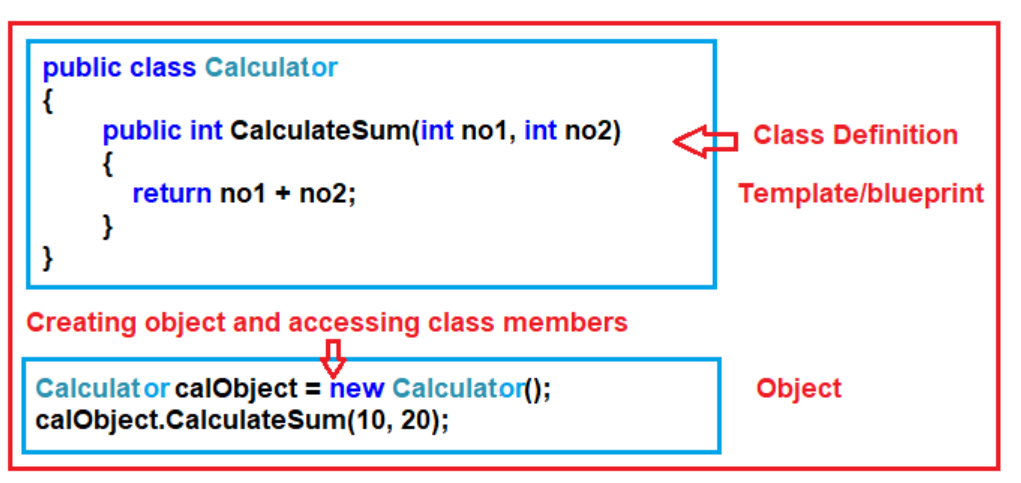 public class Calculator
{
public int CalculateSum(int no1, int no2)
{
return no1 + no2;
}
}
Class Definition
Template/blueprint
Creating object and accessing class members
Calculator calObject = new Calculator();
calObject.CalculateSum(10, 20);
Object